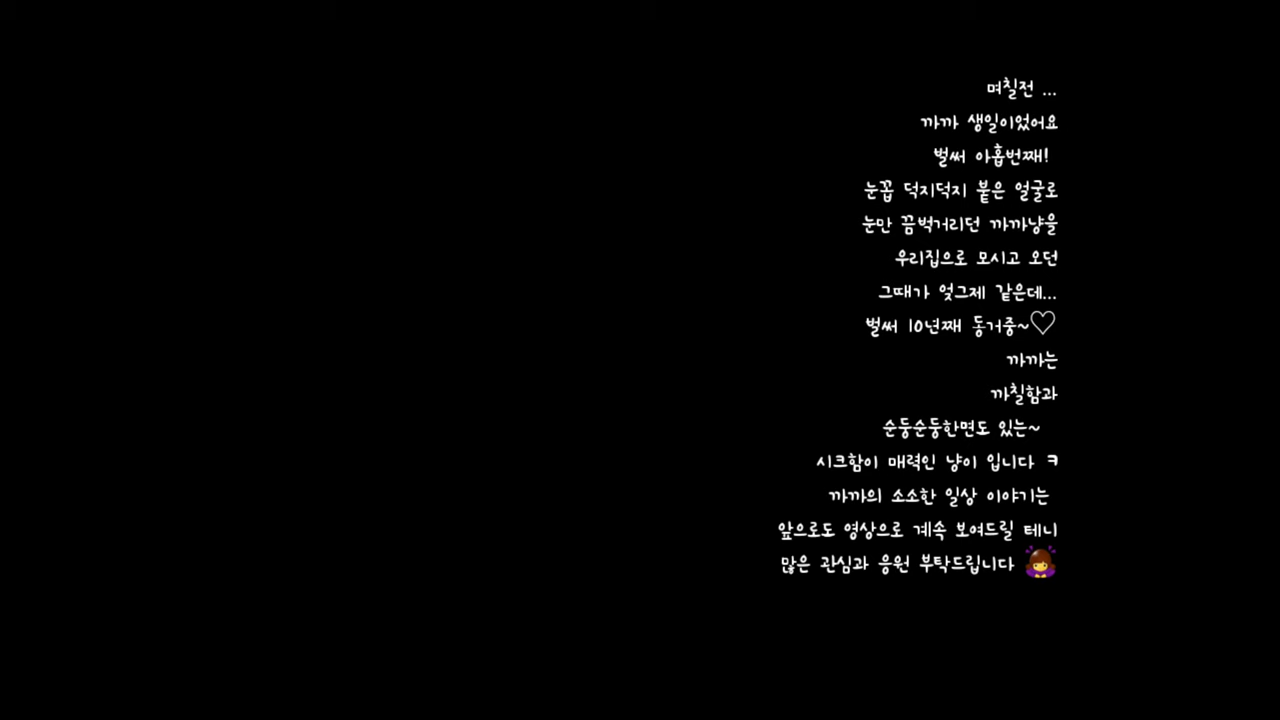 며칠전 ...
까까 생일이었어요
벌써 아홉번째!
눈꼽 덕지덕지 붙은 얼굴로
눈만 끔벅거리던 까까냥을
우리집으로 모시고 오던
그때가 엊그제 같은데...
벌써 10년째 동거중~♡
까까는
까칠함과
순둥순둥한면도 있는~
시크함이 매력인 냥이 입니다 ㅋ
까까의 소소한 일상 이야기는
앞으로도 영상으로 계속 보여드릴 테니
많은 관심과 응원 부탁드립니다 🙇‍♀️